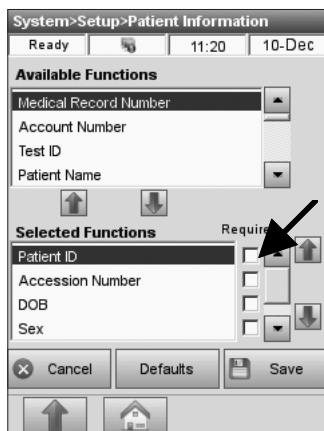 System>Setup>Patient Information
Ready 11:20 10-Dec
Available Functions
Medical Record Number
Account Number
Test ID
Patient Name
Selected Functions Require
Patient ID
Accession Number
DOB
Sex
Cancel Defaults Save